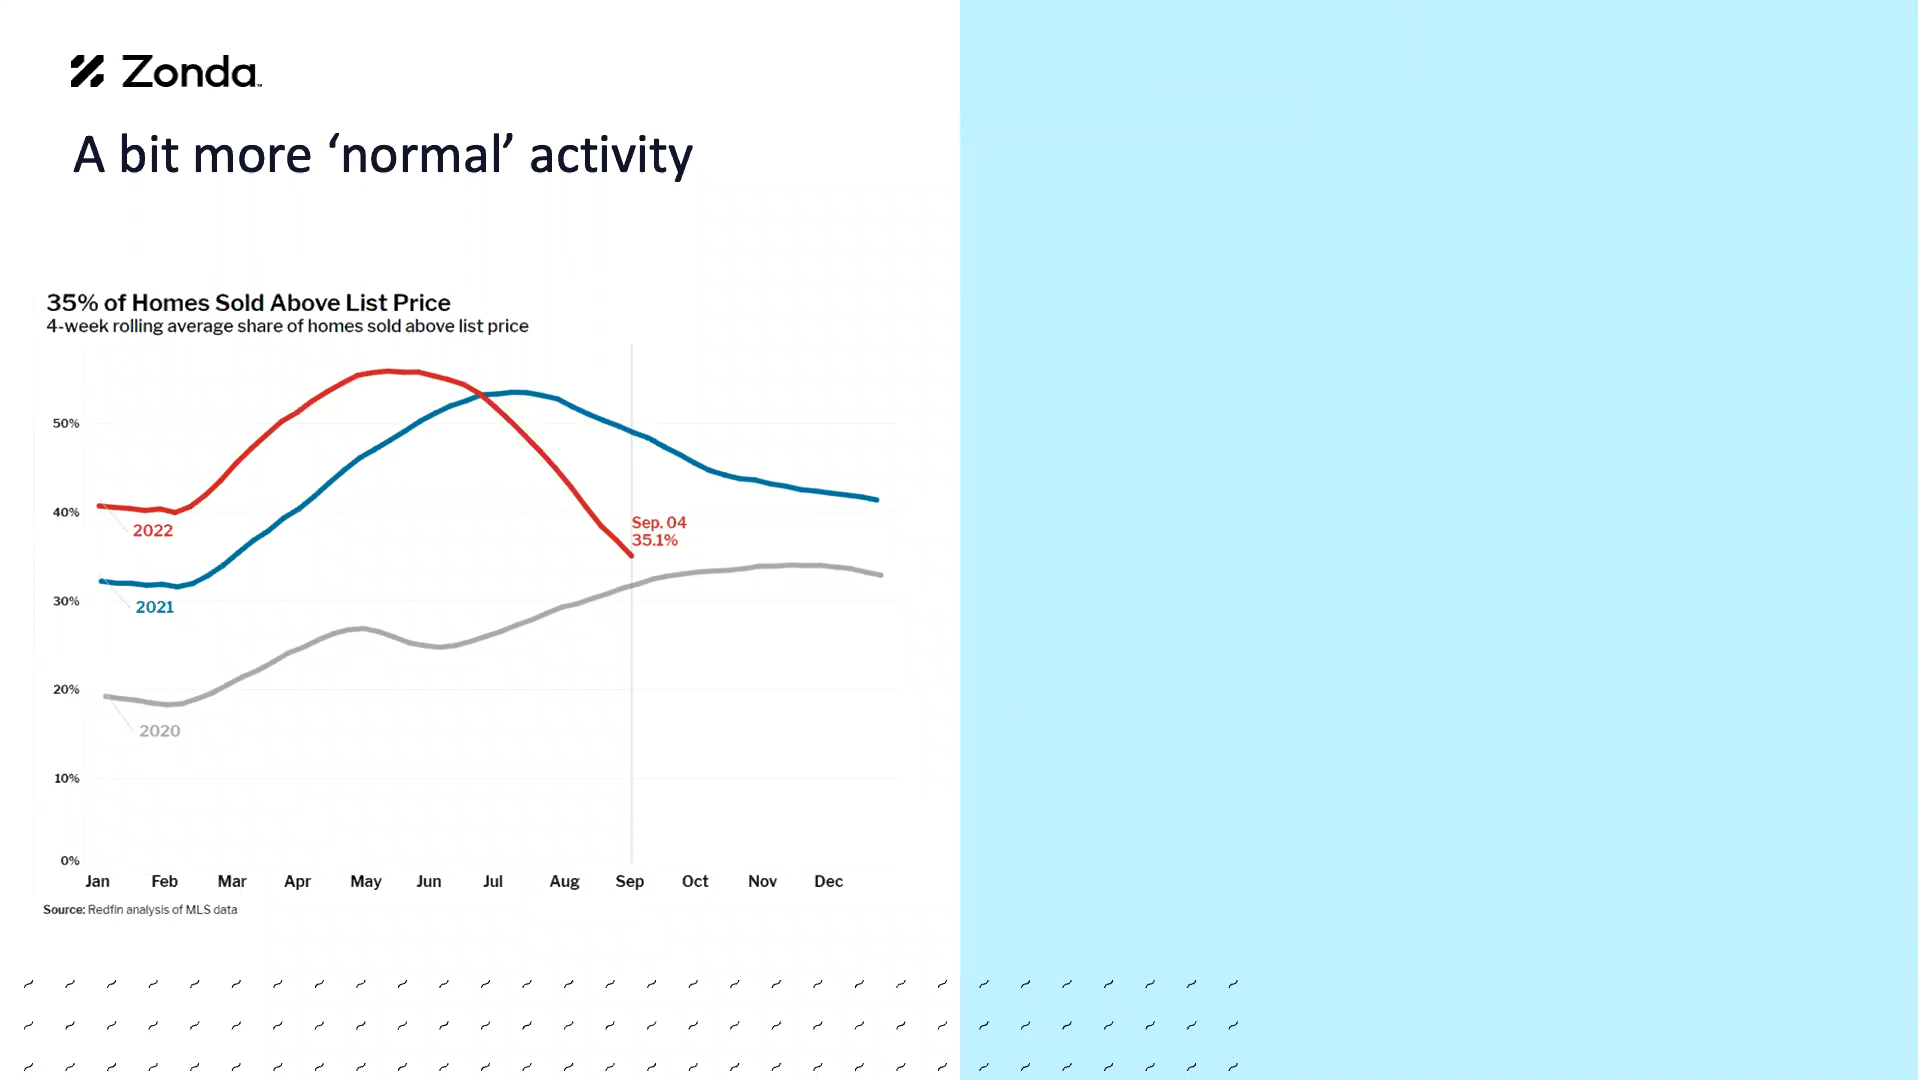 Zonda
A bit more ‘normal’ activity
35% of Homes Sold Above List Price
4-week rolling average share of homes sold above list price
50%
40%
30%
20%
10%
0%
2022
2021
2020
Sep. 04
35.1%
Jan Feb Mar Apr May Jun Jul Aug Sep Oct Nov Dec
Source: Redfin analysis of MLS data